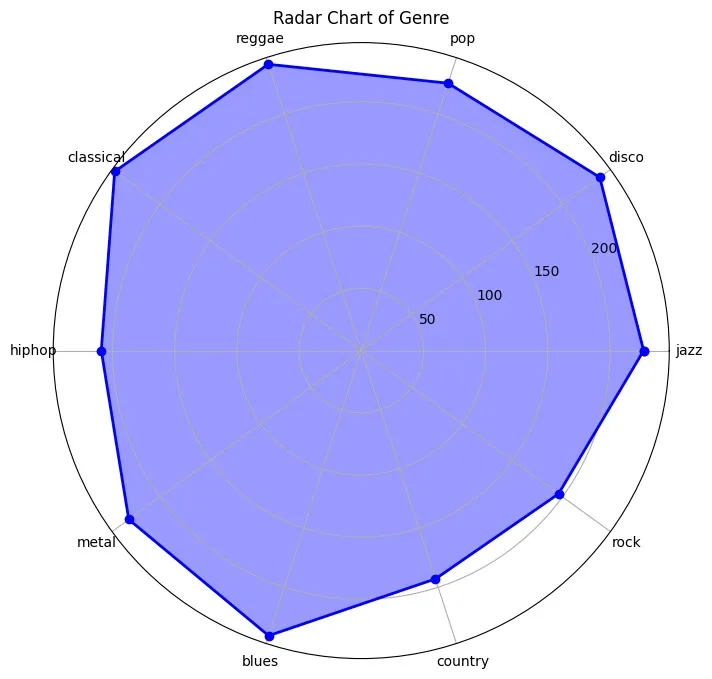 Radar Chart of Genre
reggae
pop
classical
disco
200
150
100
50
hiphop
jazz
metal
rock
blues
country